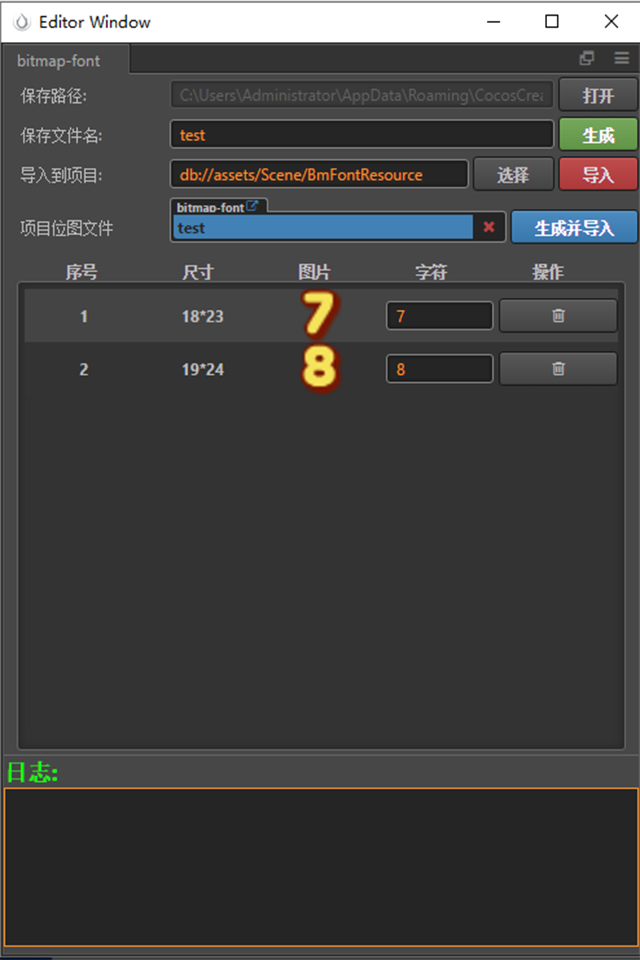 Editor Window
bitmap-font
保存路径: C:\Users\Administrator\AppData\Roaming\CocosCrea 打开
保存文件名: test 生成
导入到项目: db://assets/Scene/BmFontResource 选择 导入
bitmap-font
项目位图文件 test 生成并导入
序号 尺寸 图片 字符 操作
1 18*23 7 7
2 19*24 8 8
日志: